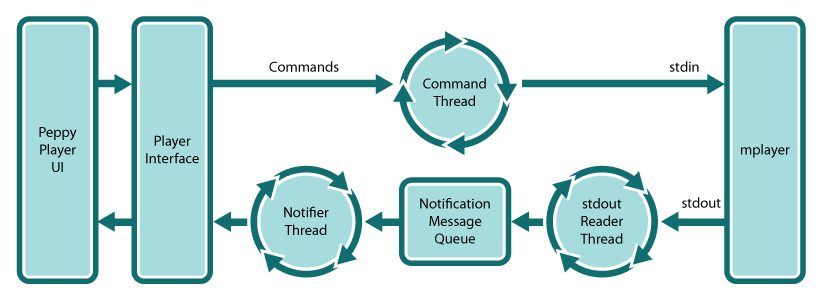 Peppy
Player
UI
Player
Interface
Commands
Command
Thread
stdin
mplayer
Notifier
Thread
Notification
Message
Queue
stdout
Reader
Thread
stdout